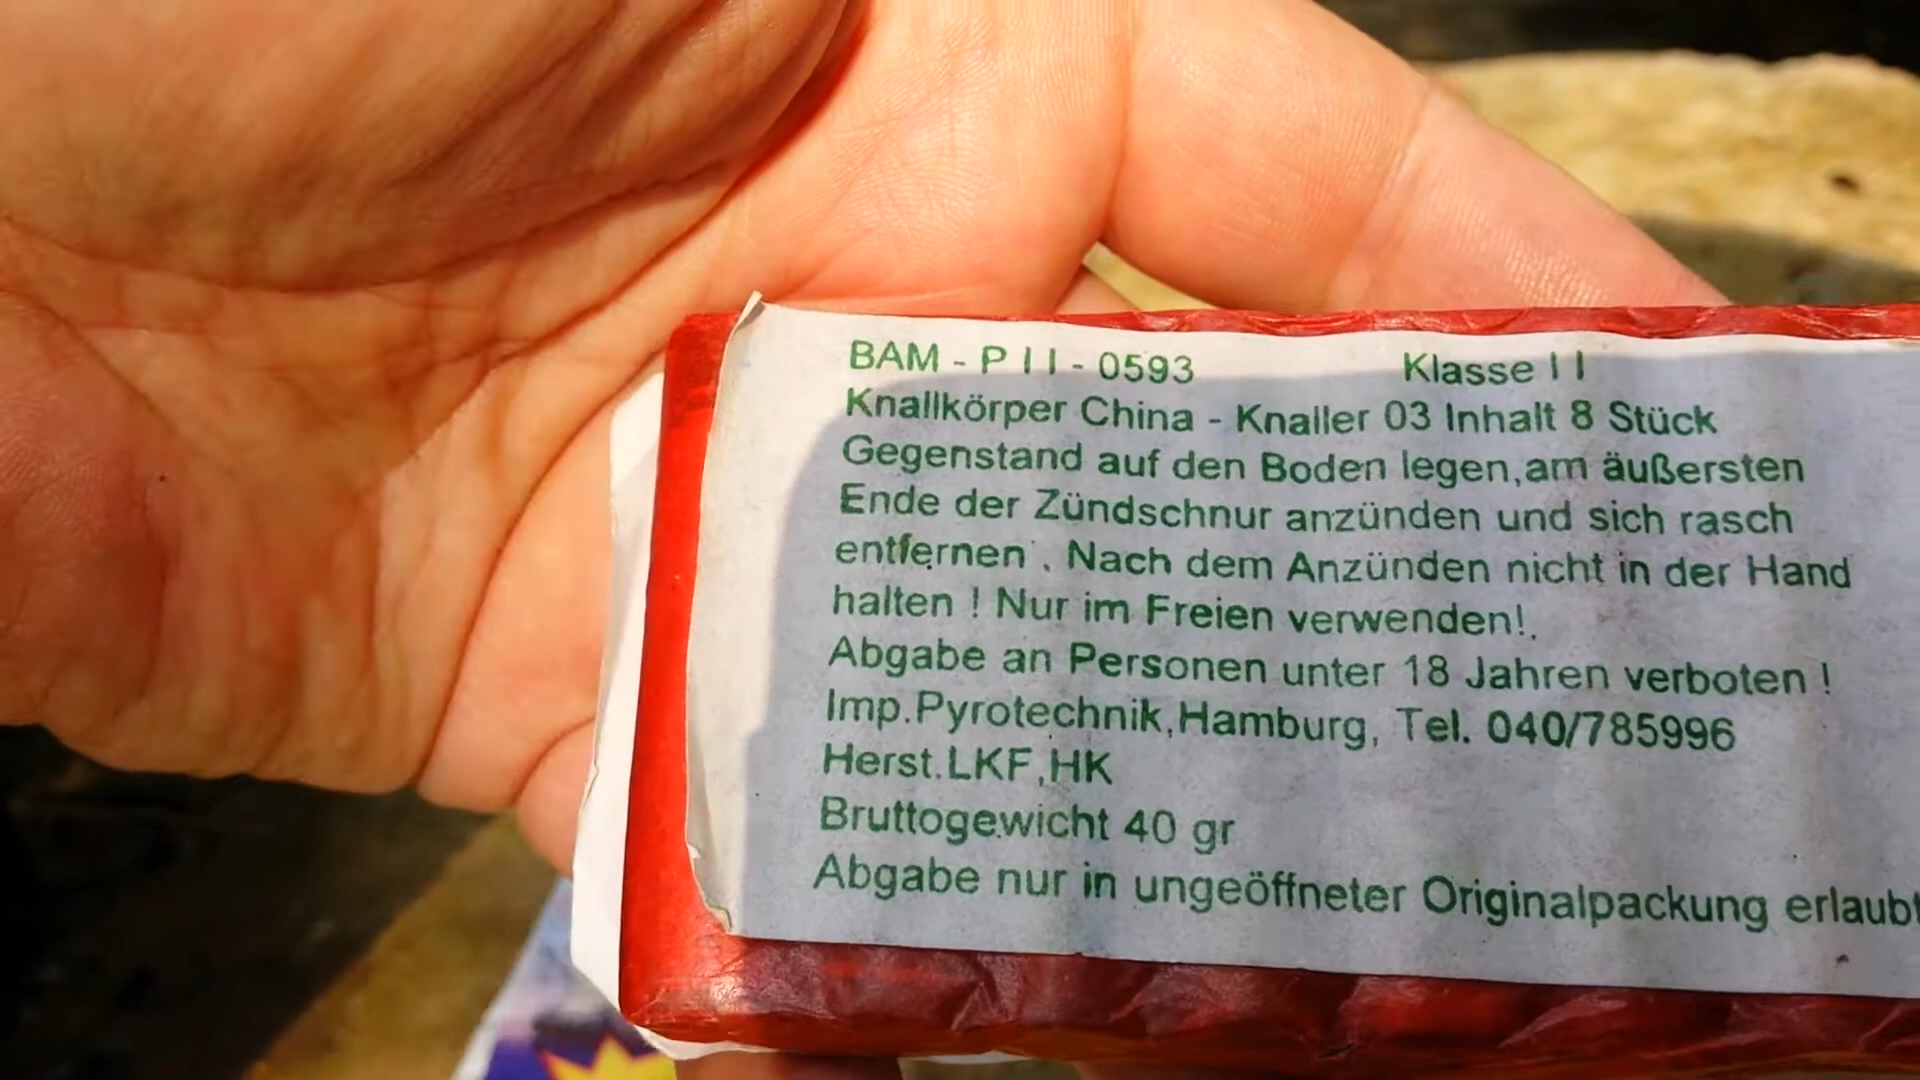 BAM - P I I - 0593 Klasse I I
Knallkörper China - Knaller 03 Inhalt 8 Stück
Gegenstand auf den Boden legen,am äußersten
Ende der Zündschnur anzünden und sich rasch
entfernen . Nach dem Anzünden nicht in der Hand
halten ! Nur im Freien verwenden!.
Abgabe an Personen unter 18 Jahren verboten !
Imp.Pyrotechnik,Hamburg, Tel. 040/785996
Herst.LKF,HK
Bruttogewicht 40 gr
Abgabe nur in ungeöffneter Originalpackung erlaubt